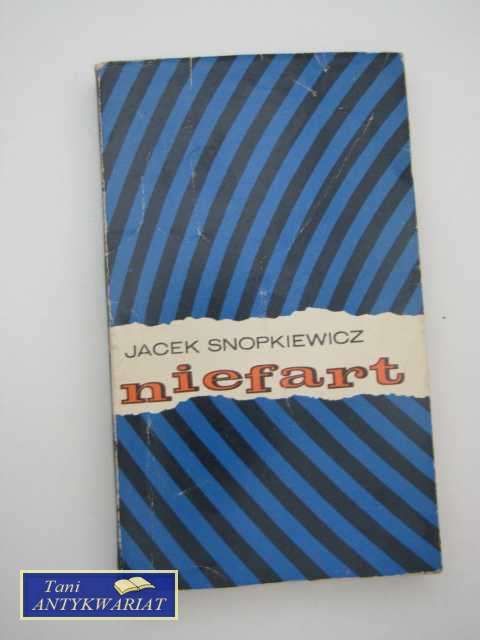 JACEK SNOPKIEWICZ
niefart
Tani
ANTYKWARIAT